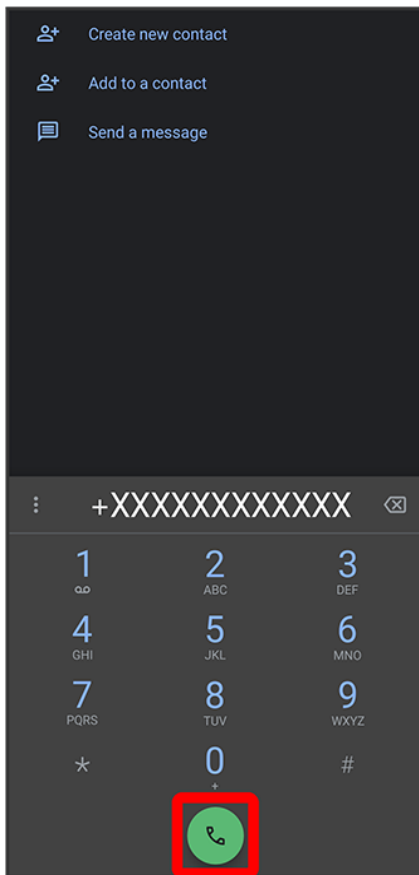 Create new contact
Add to a contact
Send a message
+XXXXXXXXXXXX
1 2 3
ABC DEF
4 5 6
GHI JKL MNO
7 8 9
PQRS TUV WXYZ
* 0 #
+